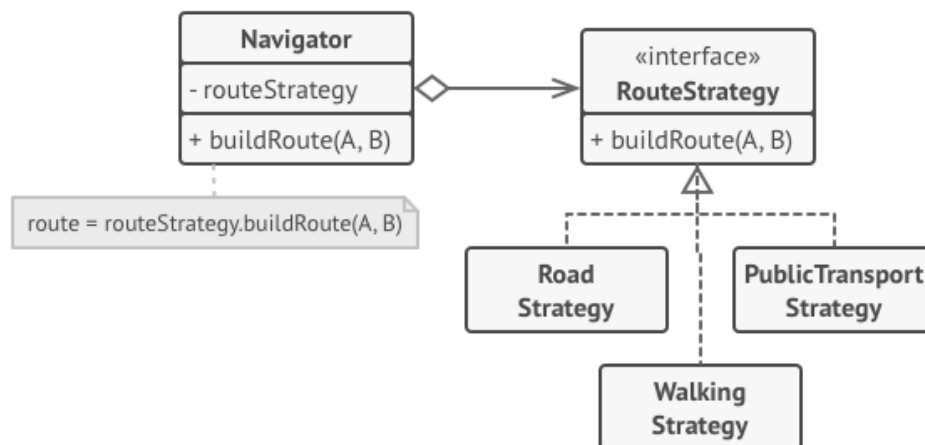 Navigator
- routeStrategy
+ buildRoute(A, B)
route = routeStrategy.buildRoute(A, B)
«interface»
RouteStrategy
+ buildRoute(A, B)
Road
Strategy
PublicTransport
Strategy
Walking
Strategy